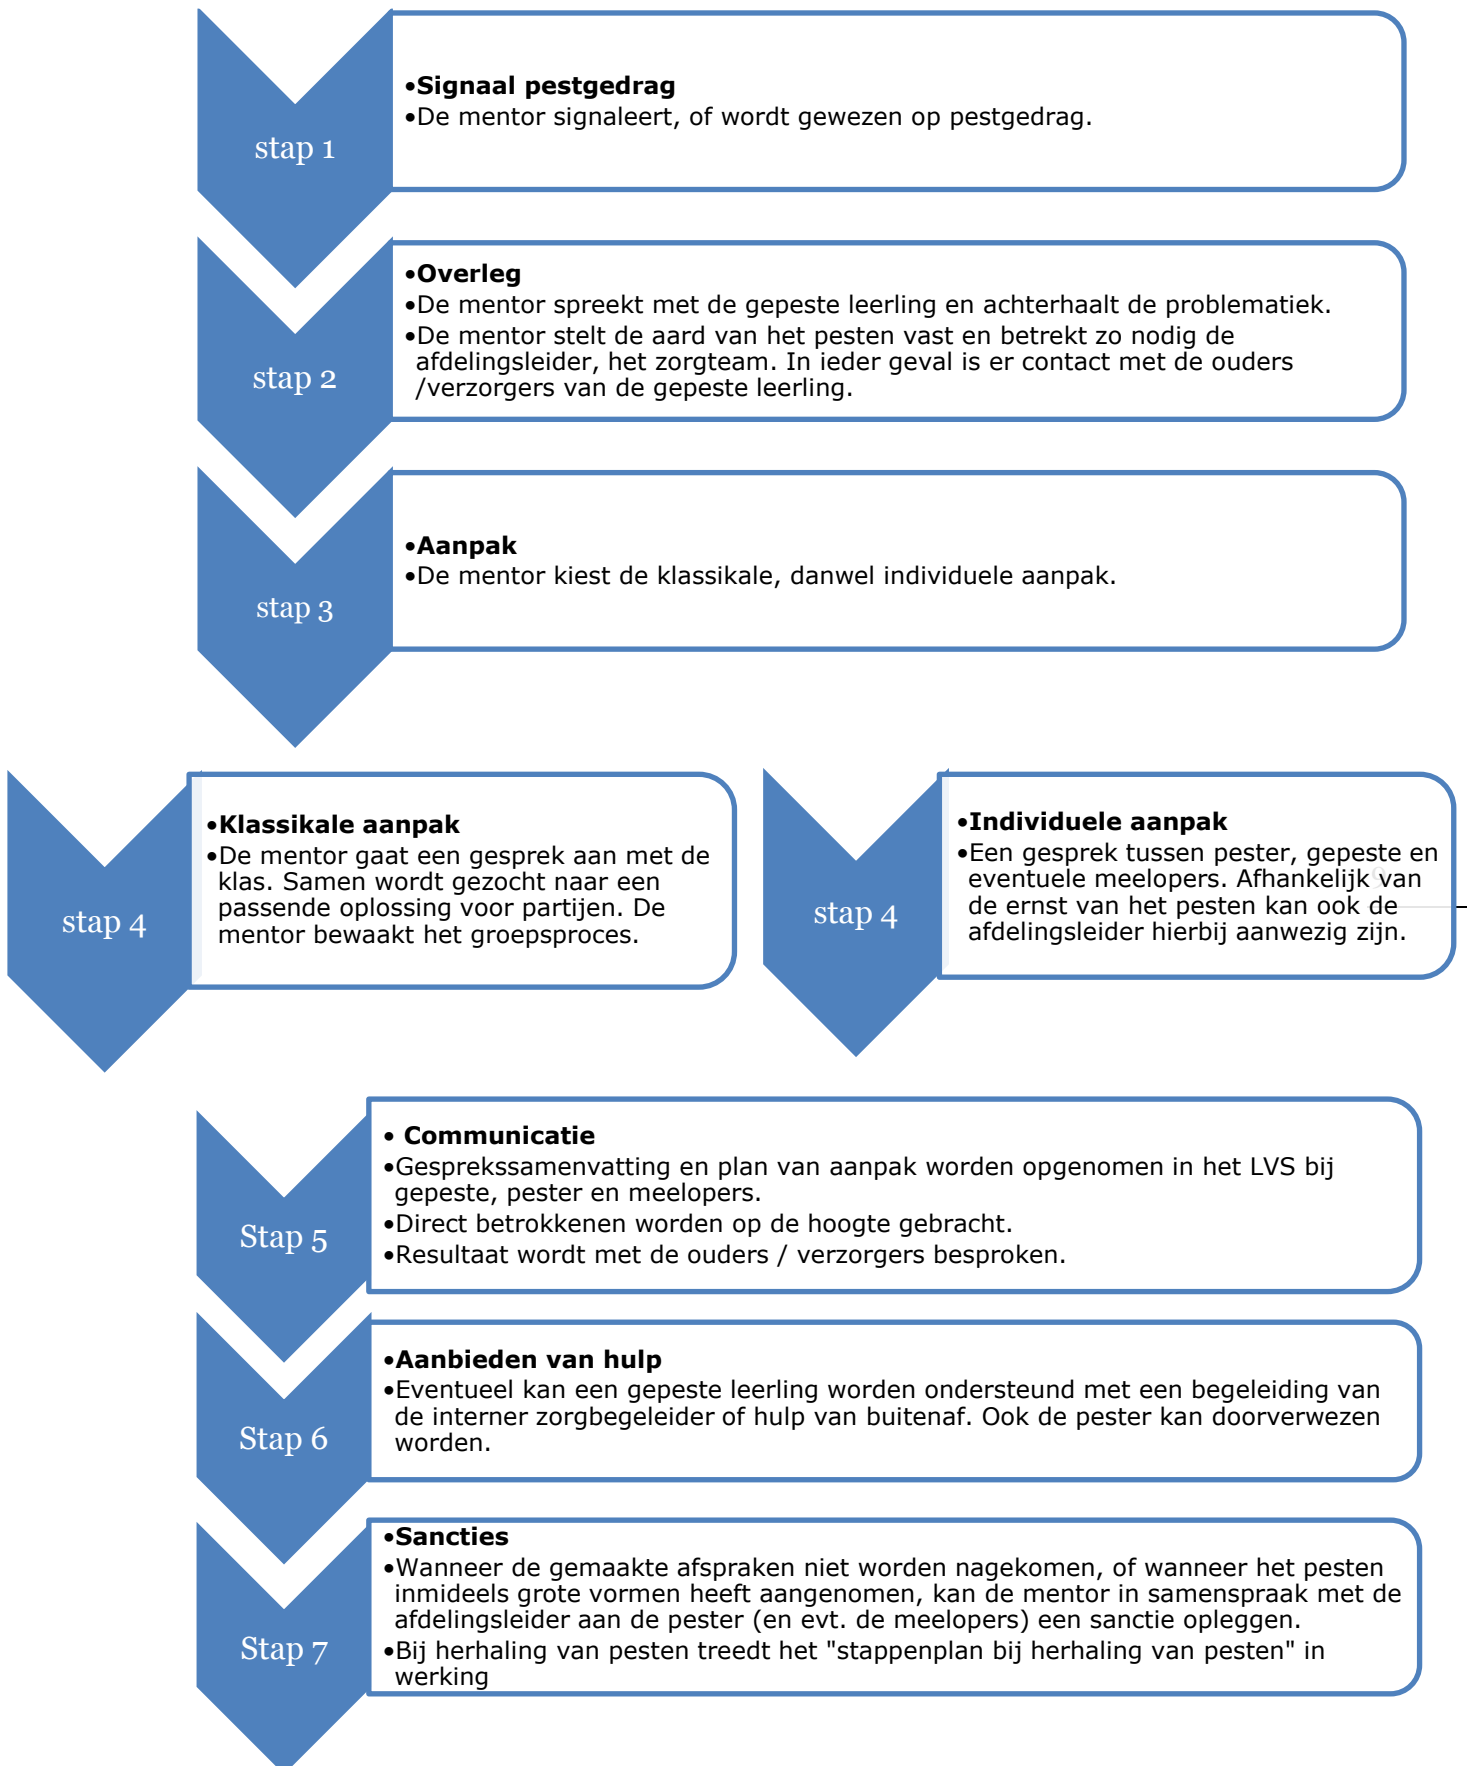 stap 1
•Signaal pestgedrag
•De mentor signaleert, of wordt gewezen op pestgedrag.
stap 2
•Overleg
•De mentor spreekt met de gepeste leerling en achterhaalt de problematiek.
•De mentor stelt de aard van het pesten vast en betrekt zo nodig de
afdelingsleider, het zorgteam. In ieder geval is er contact met de ouders
/verzorgers van de gepeste leerling.
stap 3
•Aanpak
•De mentor kiest de klassikale, danwel individuele aanpak.
stap 4
•Klassikale aanpak
•De mentor gaat een gesprek aan met de
klas. Samen wordt gezocht naar een
passende oplossing voor partijen. De
mentor bewaakt het groepsproces.
stap 4
•Individuele aanpak
•Een gesprek tussen pester, gepeste en
eventuele meelopers. Afhankelijk van
de ernst van het pesten kan ook de
afdelingsleider hierbij aanwezig zijn.
9
Stap 5
• Communicatie
•Gesprekssamenvatting en plan van aanpak worden opgenomen in het LVS bij
gepeste, pester en meelopers.
•Direct betrokkenen worden op de hoogte gebracht.
•Resultaat wordt met de ouders / verzorgers besproken.
Stap 6
•Aanbieden van hulp
•Eventueel kan een gepeste leerling worden ondersteund met een begeleiding van
de interner zorgbegeleider of hulp van buitenaf. Ook de pester kan doorverwezen
worden.
Stap 7
•Sancties
•Wanneer de gemaakte afspraken niet worden nagekomen, of wanneer het pesten
inmideels grote vormen heeft aangenomen, kan de mentor in samenspraak met de
afdelingsleider aan de pester (en evt. de meelopers) een sanctie opleggen.
•Bij herhaling van pesten treedt het "stappenplan bij herhaling van pesten" in
werking